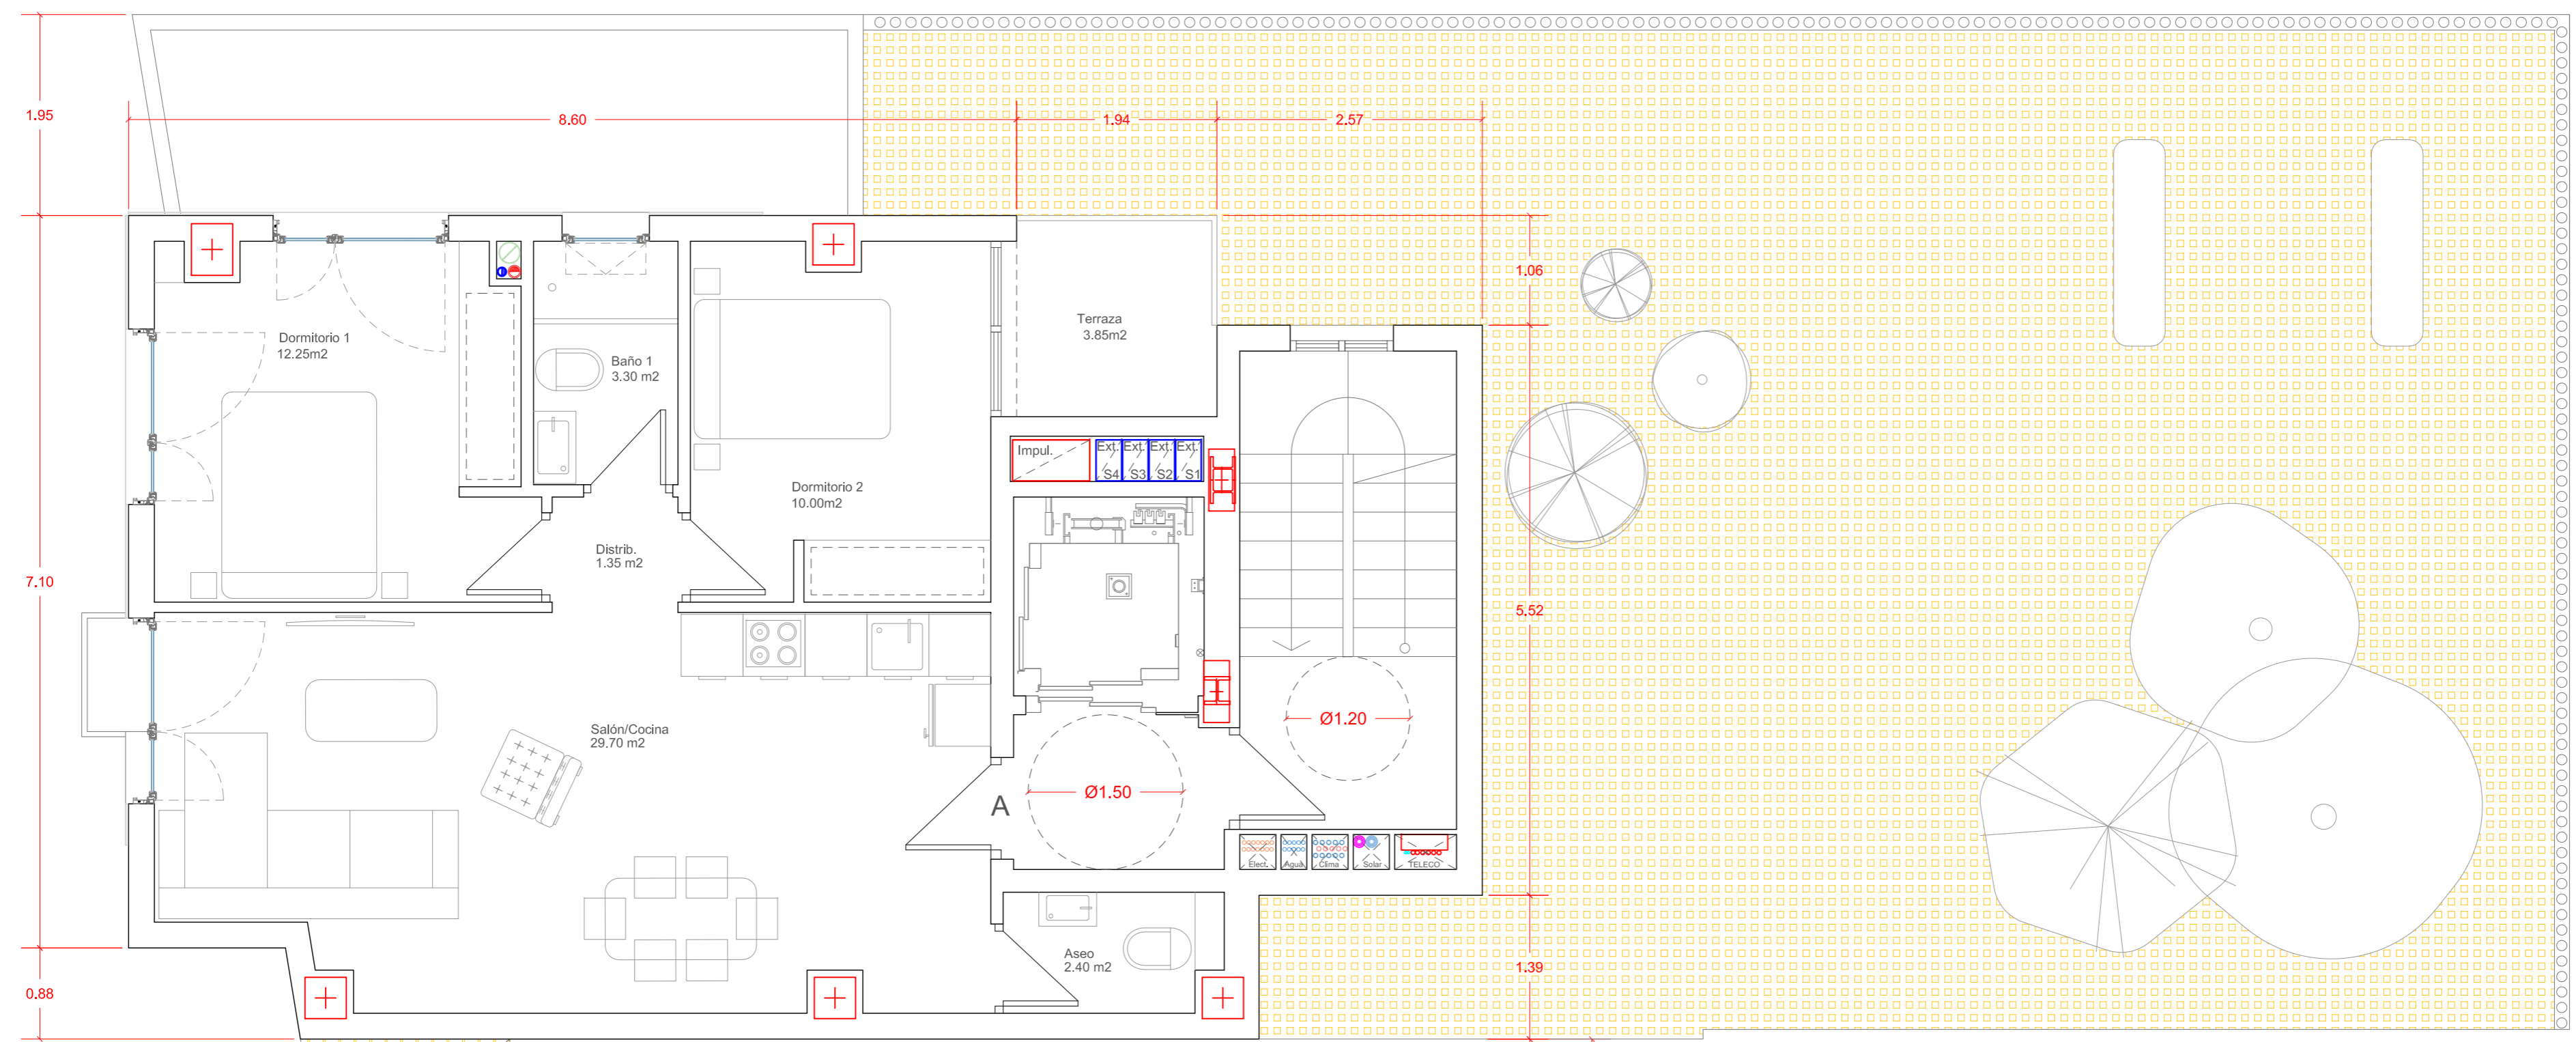 1.95
8.60
1.94
2.57
1.06
Terraza
3.85m2
Dormitorio 1
12.25m2
Baño 1
3.30 m2
Impul.
Ext.
S4
Ext.
S3
Ext.
S2
Ext.
S1
Dormitorio 2
10.00m2
Distrib.
1.35 m2
7.10
5.52
Salón/Cocina
29.70 m2
Ø1.20
Ø1.50
A
Elect.
Agua
Clima
Solar
TELECO
Aseo
2.40 m2
0.88
1.39